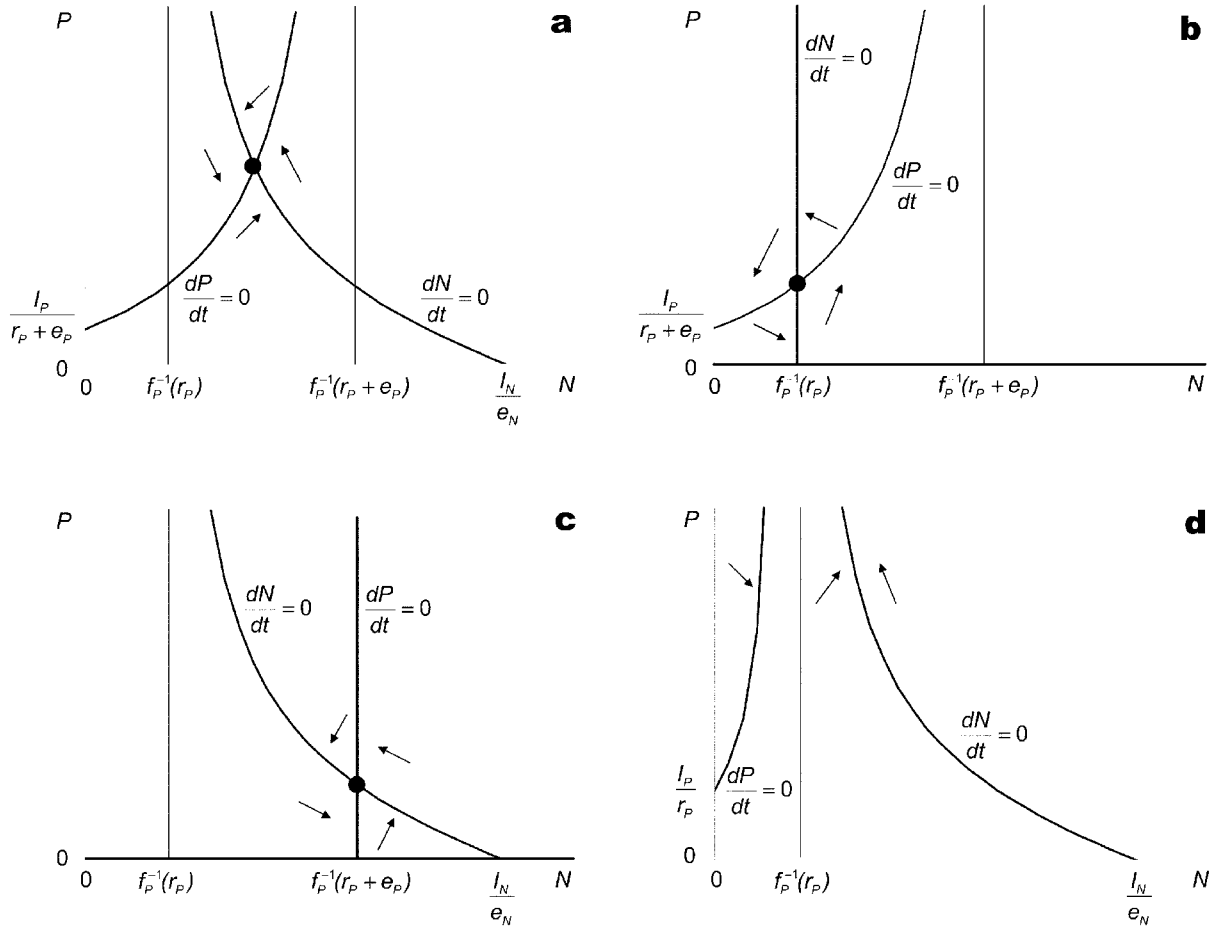 P
a
dP/dt = 0
dN/dt = 0
I_P/(r_P + e_P)
0
0
f_P^{-1}(r_P)
f_P^{-1}(r_P + e_P)
I_N/e_N
N
P
b
dN/dt = 0
dP/dt = 0
I_P/(r_P + e_P)
0
0
f_P^{-1}(r_P)
f_P^{-1}(r_P + e_P)
N
P
c
dN/dt = 0
dP/dt = 0
0
0
f_P^{-1}(r_P)
f_P^{-1}(r_P + e_P)
I_N/e_N
N
P
d
dN/dt = 0
I_P/r_P
dP/dt = 0
0
0
f_P^{-1}(r_P)
I_N/e_N
N